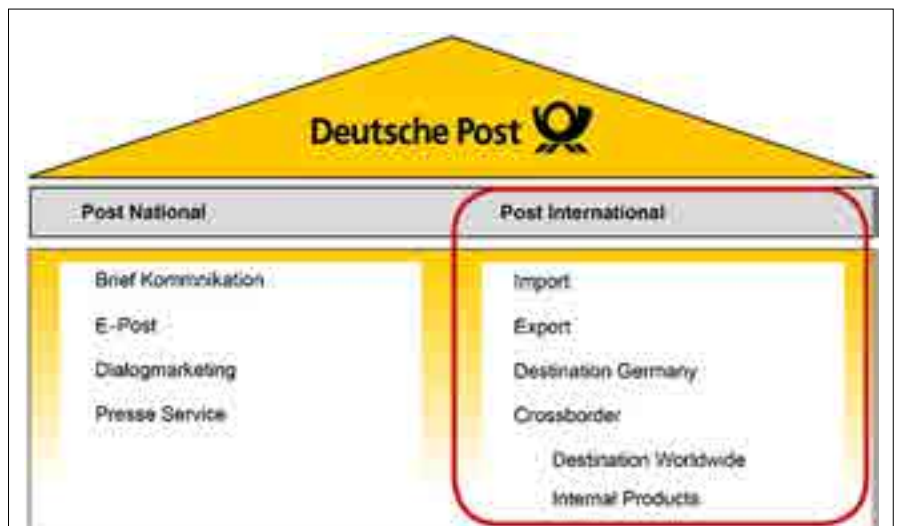 Deutsche Post
Post National
Post International
Brief Kommnikation
E-Post
Dialogmarketing
Presse Service
Import
Export
Destination Germany
Crossborder
Destination Worldwide
Internal Products